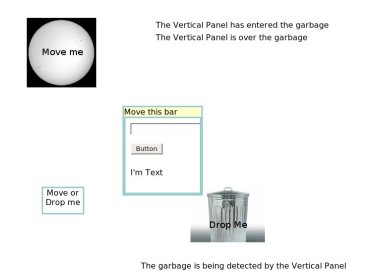 The Vertical Panel has entered the garbage
The Vertical Panel is over the garbage
Move me
Move this bar
Button
I'm Text
Move or
Drop me
Drop Me
The garbage is being detected by the Vertical Panel